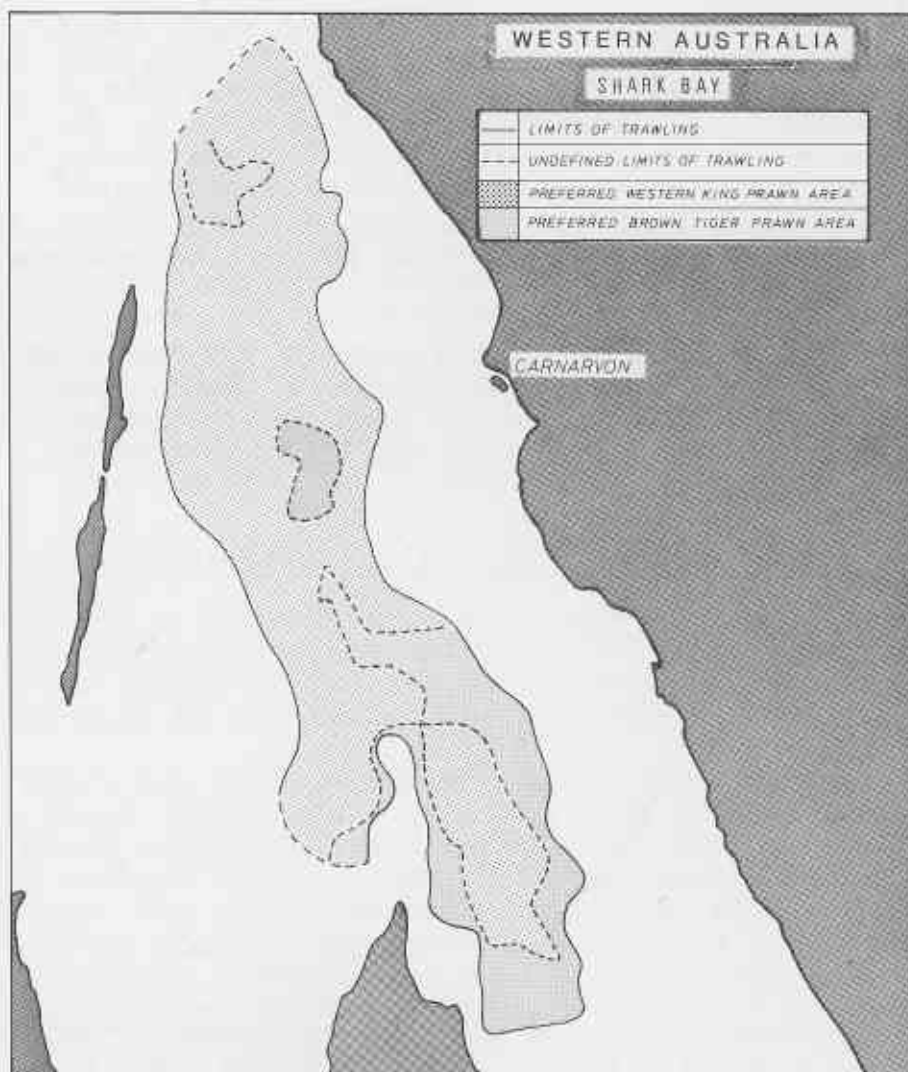 WESTERN AUSTRALIA
SHARK BAY
LIMITS OF TRAWLING
UNDEFINED LIMITS OF TRAWLING
PREFERRED WESTERN KING PRAWN AREA
PREFERRED BROWN TIGER PRAWN AREA
CARNARVON